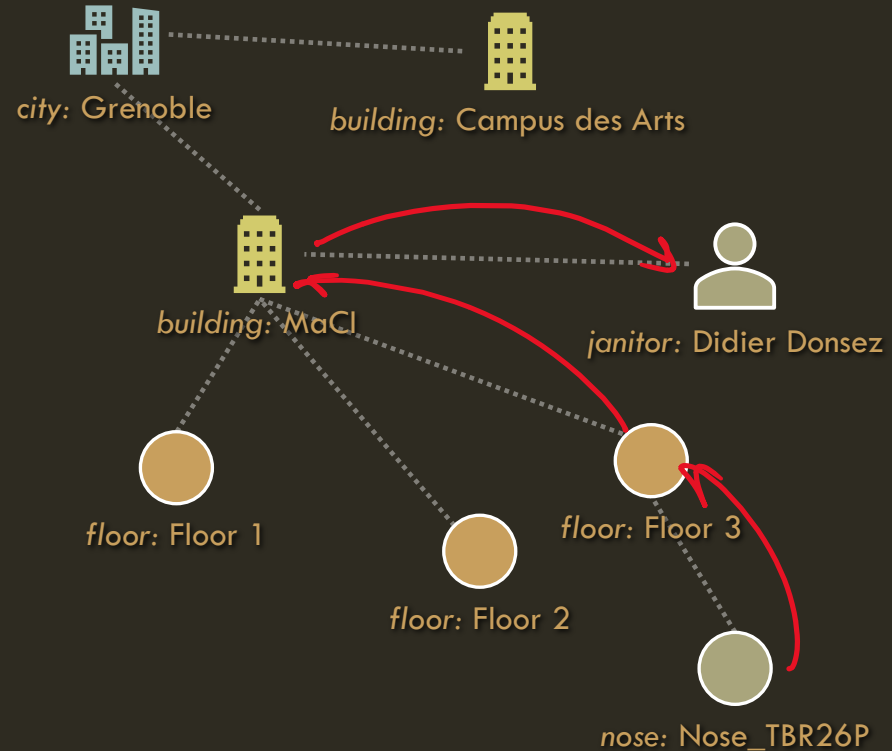 city: Grenoble
building: Campus des Arts
building: MaCI
janitor: Didier Donsez
floor: Floor 1
floor: Floor 3
floor: Floor 2
nose: Nose_TBR26P